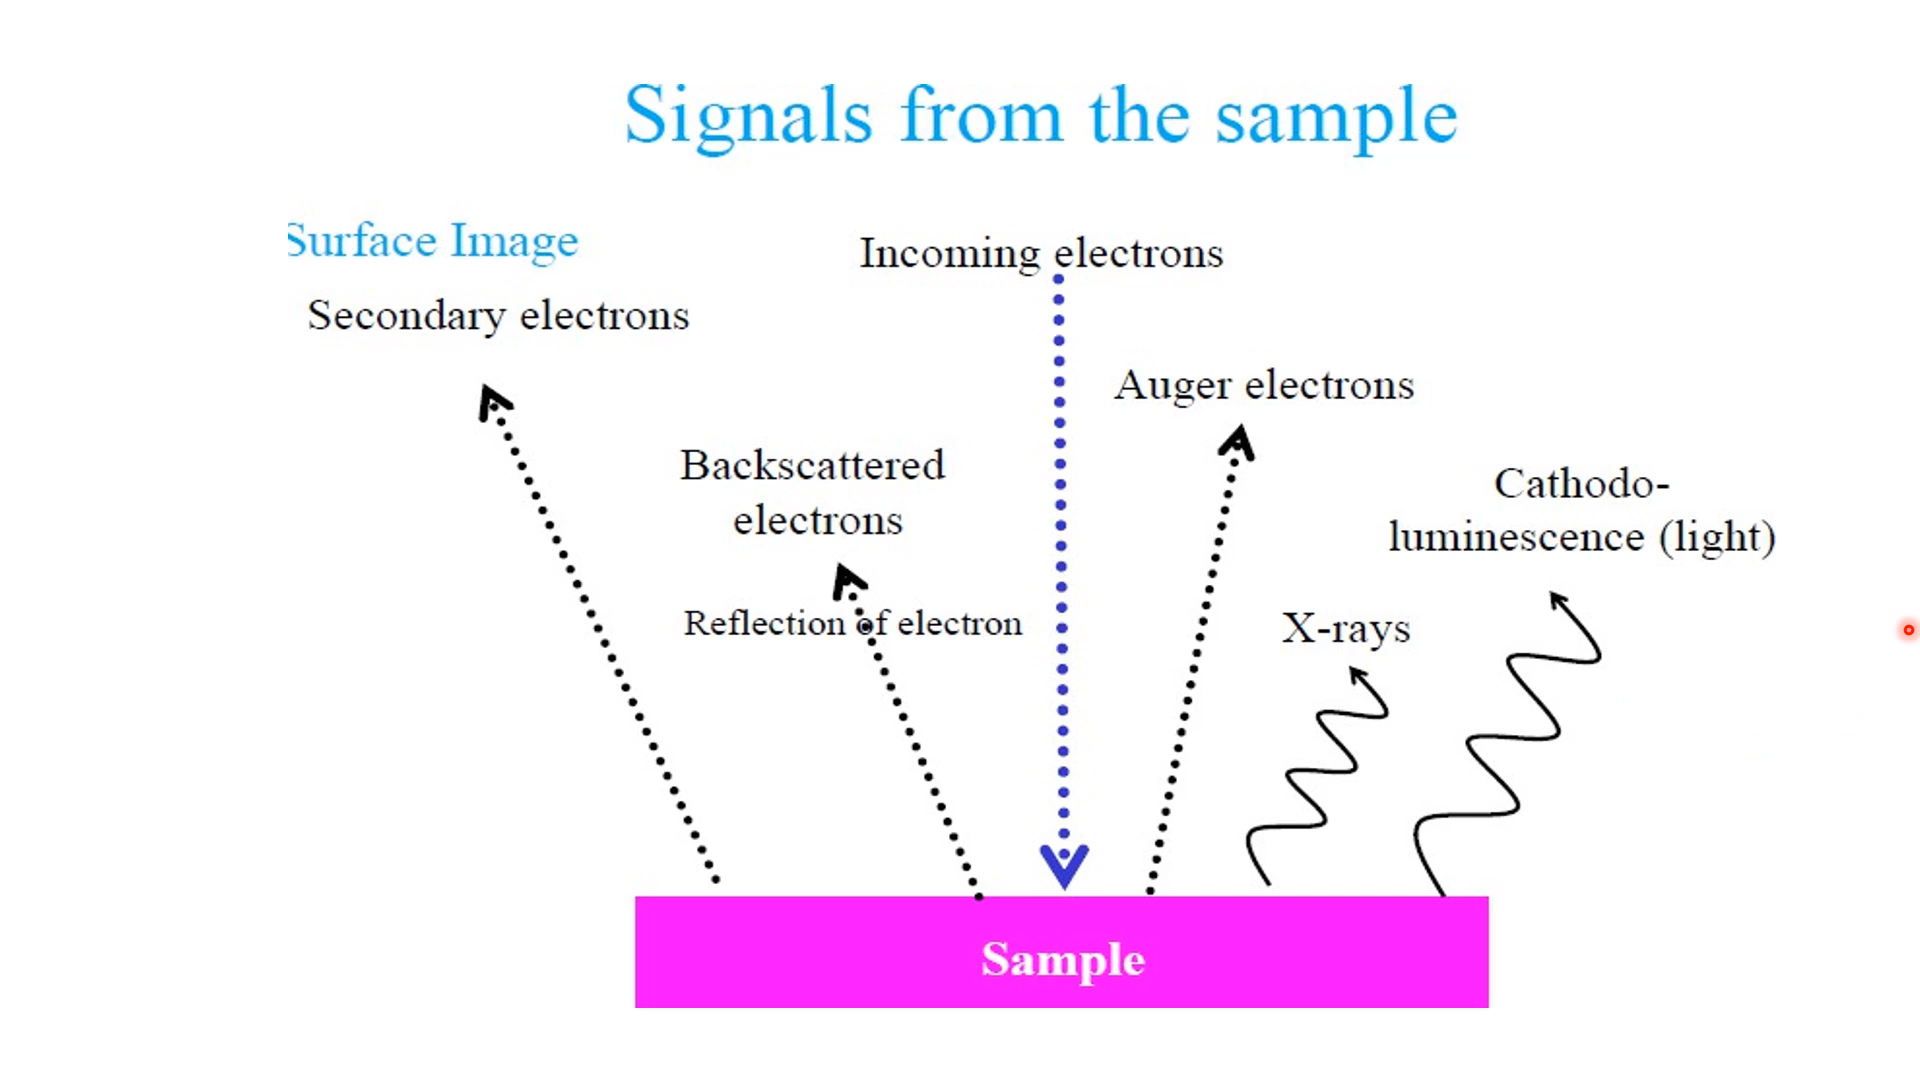 Signals from the sample
Surface Image
Incoming electrons
Secondary electrons
Auger electrons
Backscattered
electrons
Cathodo-
luminescence (light)
Reflection of electron
X-rays
Sample